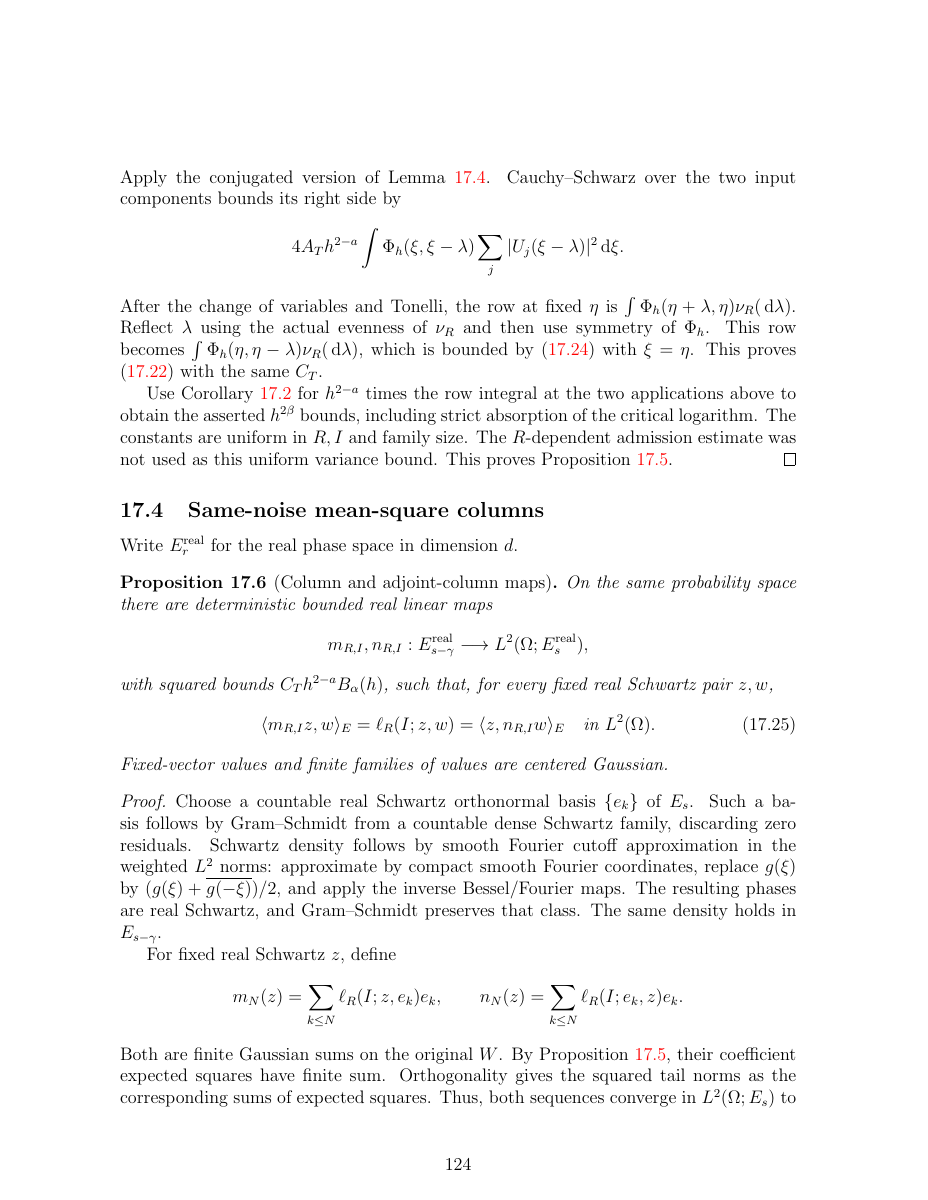 Apply the conjugated version of Lemma 17.4. Cauchy–Schwarz over the two input
components bounds its right side by
4A_T h^{2−a} ∫ Φ_h(ξ, ξ − λ) ∑_j |U_j(ξ − λ)|² dξ.
After the change of variables and Tonelli, the row at fixed η is ∫ Φ_h(η + λ, η)ν_R( dλ).
Reflect λ using the actual evenness of ν_R and then use symmetry of Φ_h. This row
becomes ∫ Φ_h(η, η − λ)ν_R(dλ), which is bounded by (17.24) with ξ = η. This proves
(17.22) with the same C_T.
Use Corollary 17.2 for h^{2−a} times the row integral at the two applications above to
obtain the asserted h^{2β} bounds, including strict absorption of the critical logarithm. The
constants are uniform in R, I and family size. The R-dependent admission estimate was
not used as this uniform variance bound. This proves Proposition 17.5. □
17.4 Same-noise mean-square columns
Write E_r^{real} for the real phase space in dimension d.
Proposition 17.6 (Column and adjoint-column maps). On the same probability space
there are deterministic bounded real linear maps
m_{R,I}, n_{R,I} : E_{s−γ}^{real} ⟶ L²(Ω; E_s^{real}),
with squared bounds C_T h^{2−a} B_α(h), such that, for every fixed real Schwartz pair z, w,
⟨m_{R,I} z, w⟩_E = ℓ_R(I; z, w) = ⟨z, n_{R,I} w⟩_E in L²(Ω). (17.25)
Fixed-vector values and finite families of values are centered Gaussian.
Proof. Choose a countable real Schwartz orthonormal basis {e_k} of E_s. Such a ba-
sis follows by Gram–Schmidt from a countable dense Schwartz family, discarding zero
residuals. Schwartz density follows by smooth Fourier cutoff approximation in the
weighted L² norms: approximate by compact smooth Fourier coordinates, replace g(ξ)
by (g(ξ) + \overline{g(−ξ)})/2, and apply the inverse Bessel/Fourier maps. The resulting phases
are real Schwartz, and Gram–Schmidt preserves that class. The same density holds in
E_{s−γ}.
For fixed real Schwartz z, define
m_N(z) = ∑_{k≤N} ℓ_R(I; z, e_k)e_k, n_N(z) = ∑_{k≤N} ℓ_R(I; e_k, z)e_k.
Both are finite Gaussian sums on the original W. By Proposition 17.5, their coefficient
expected squares have finite sum. Orthogonality gives the squared tail norms as the
corresponding sums of expected squares. Thus, both sequences converge in L²(Ω; E_s) to
124